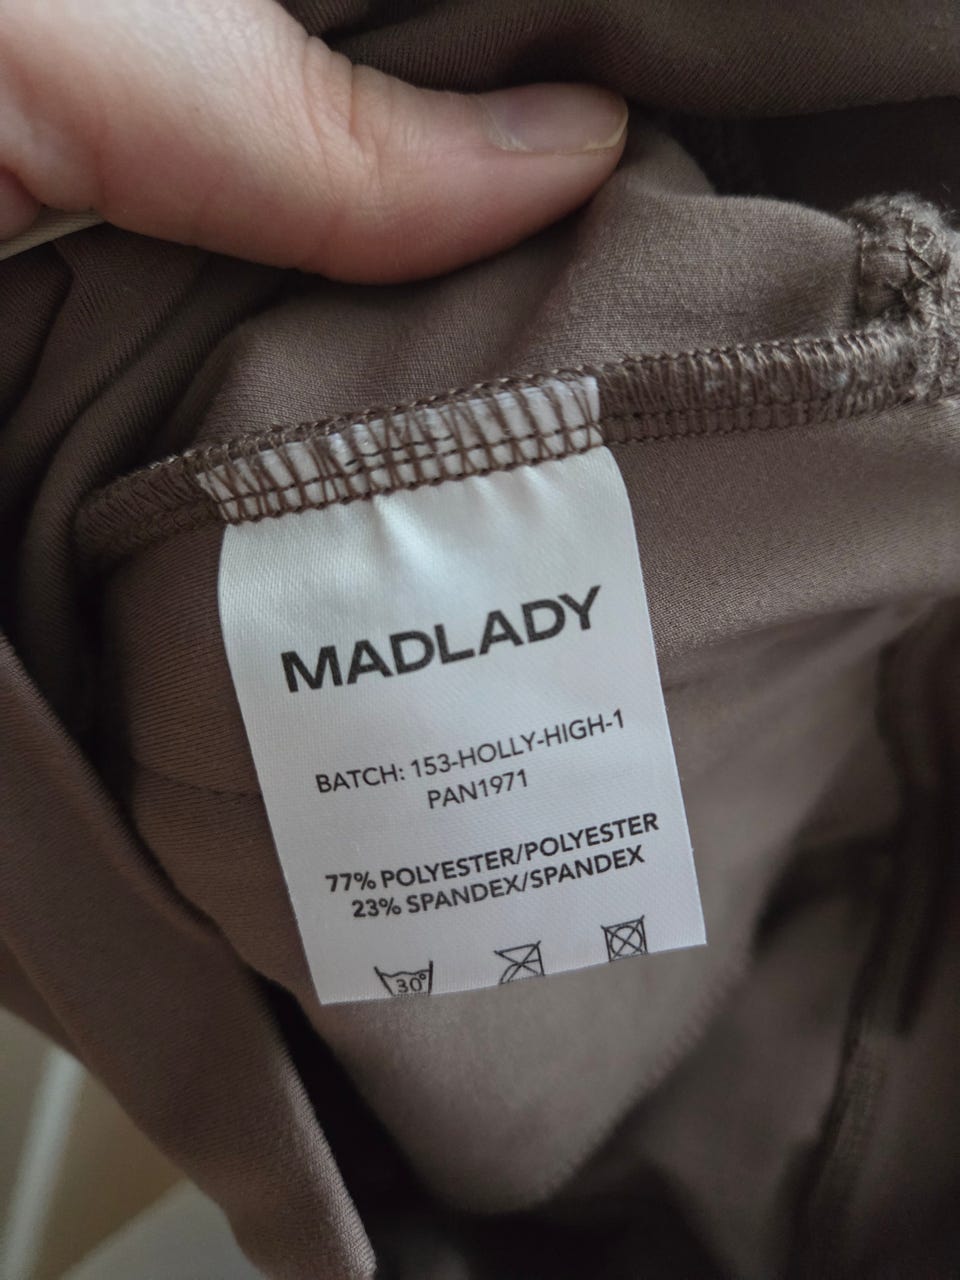 MADLADY
BATCH: 153-HOLLY-HIGH-1
PAN1971
77% POLYESTER/POLYESTER
23% SPANDEX/SPANDEX
30°